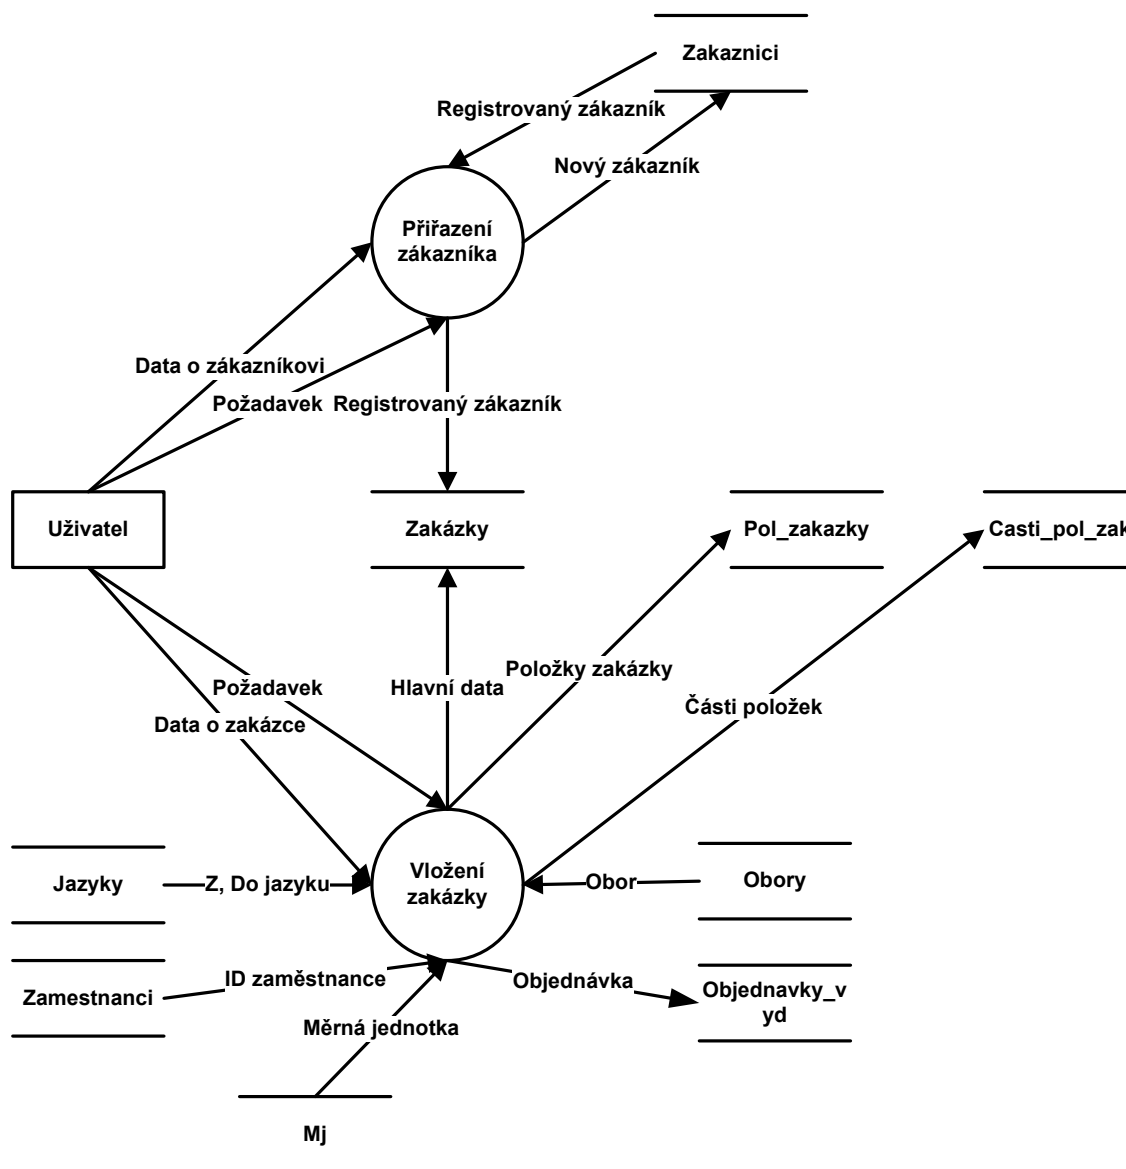 Zakaznici
Registrovaný zákazník
Nový zákazník
Přiřazení
zákazníka
Data o zákazníkovi
Požadavek
Registrovaný zákazník
Uživatel
Zakázky
Pol_zakazky
Casti_pol_zak
Položky zakázky
Požadavek
Hlavní data
Části položek
Data o zakázce
Vložení
zakázky
Jazyky
Z, Do jazyku
Obor
Obory
ID zaměstnance
Objednávka
Zamestnanci
Objednavky_v
yd
Měrná jednotka
Mj